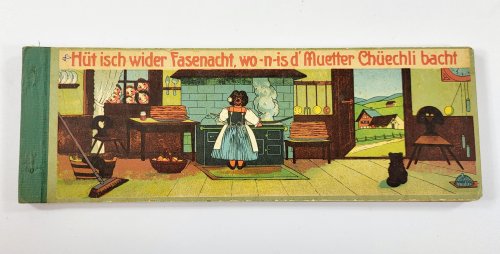 Hüt isch wider Fasenacht, wo-n-is d'Muetter Chüechli bacht